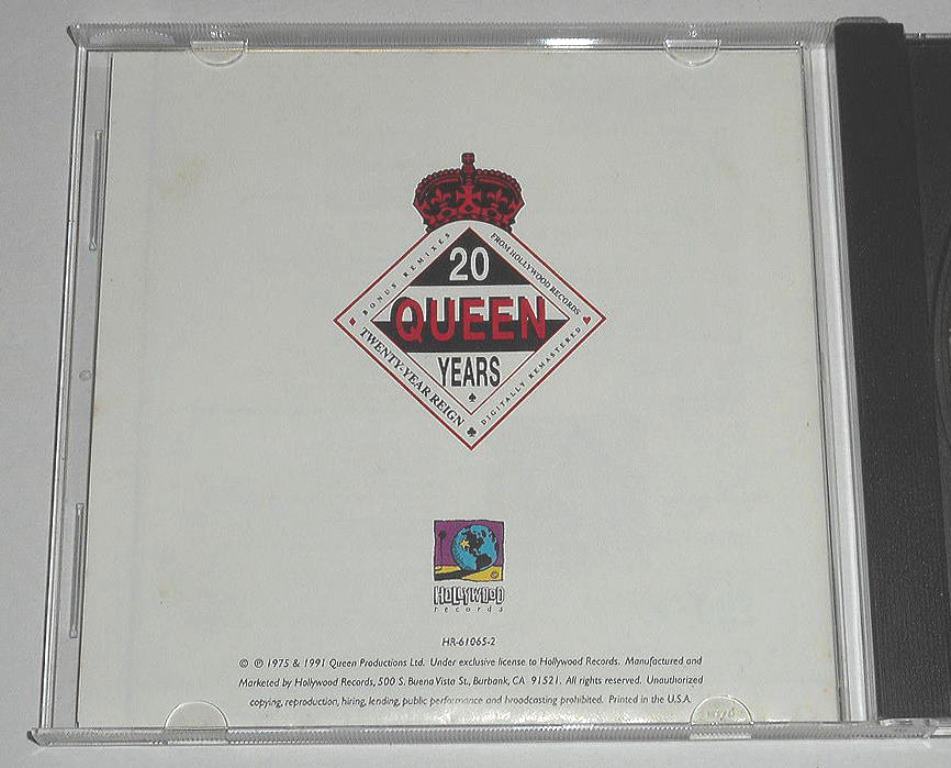 BONUS REMIXES
FROM HOLLYWOOD RECORDS
20
QUEEN
YEARS
TWENTY-YEAR REIGN
DIGITALLY REMASTERED
©
HOLLYWOOD
records
HR-61065-2
© ℗ 1975 & 1991 Queen Productions Ltd. Under exclusive license to Hollywood Records. Manufactured and
Marketed by Hollywood Records, 500 S. Buena Vista St., Burbank, CA 91521. All rights reserved. Unauthorized
copying, reproduction, hiring, lending, public performance and broadcasting prohibited. Printed in the U.S.A.